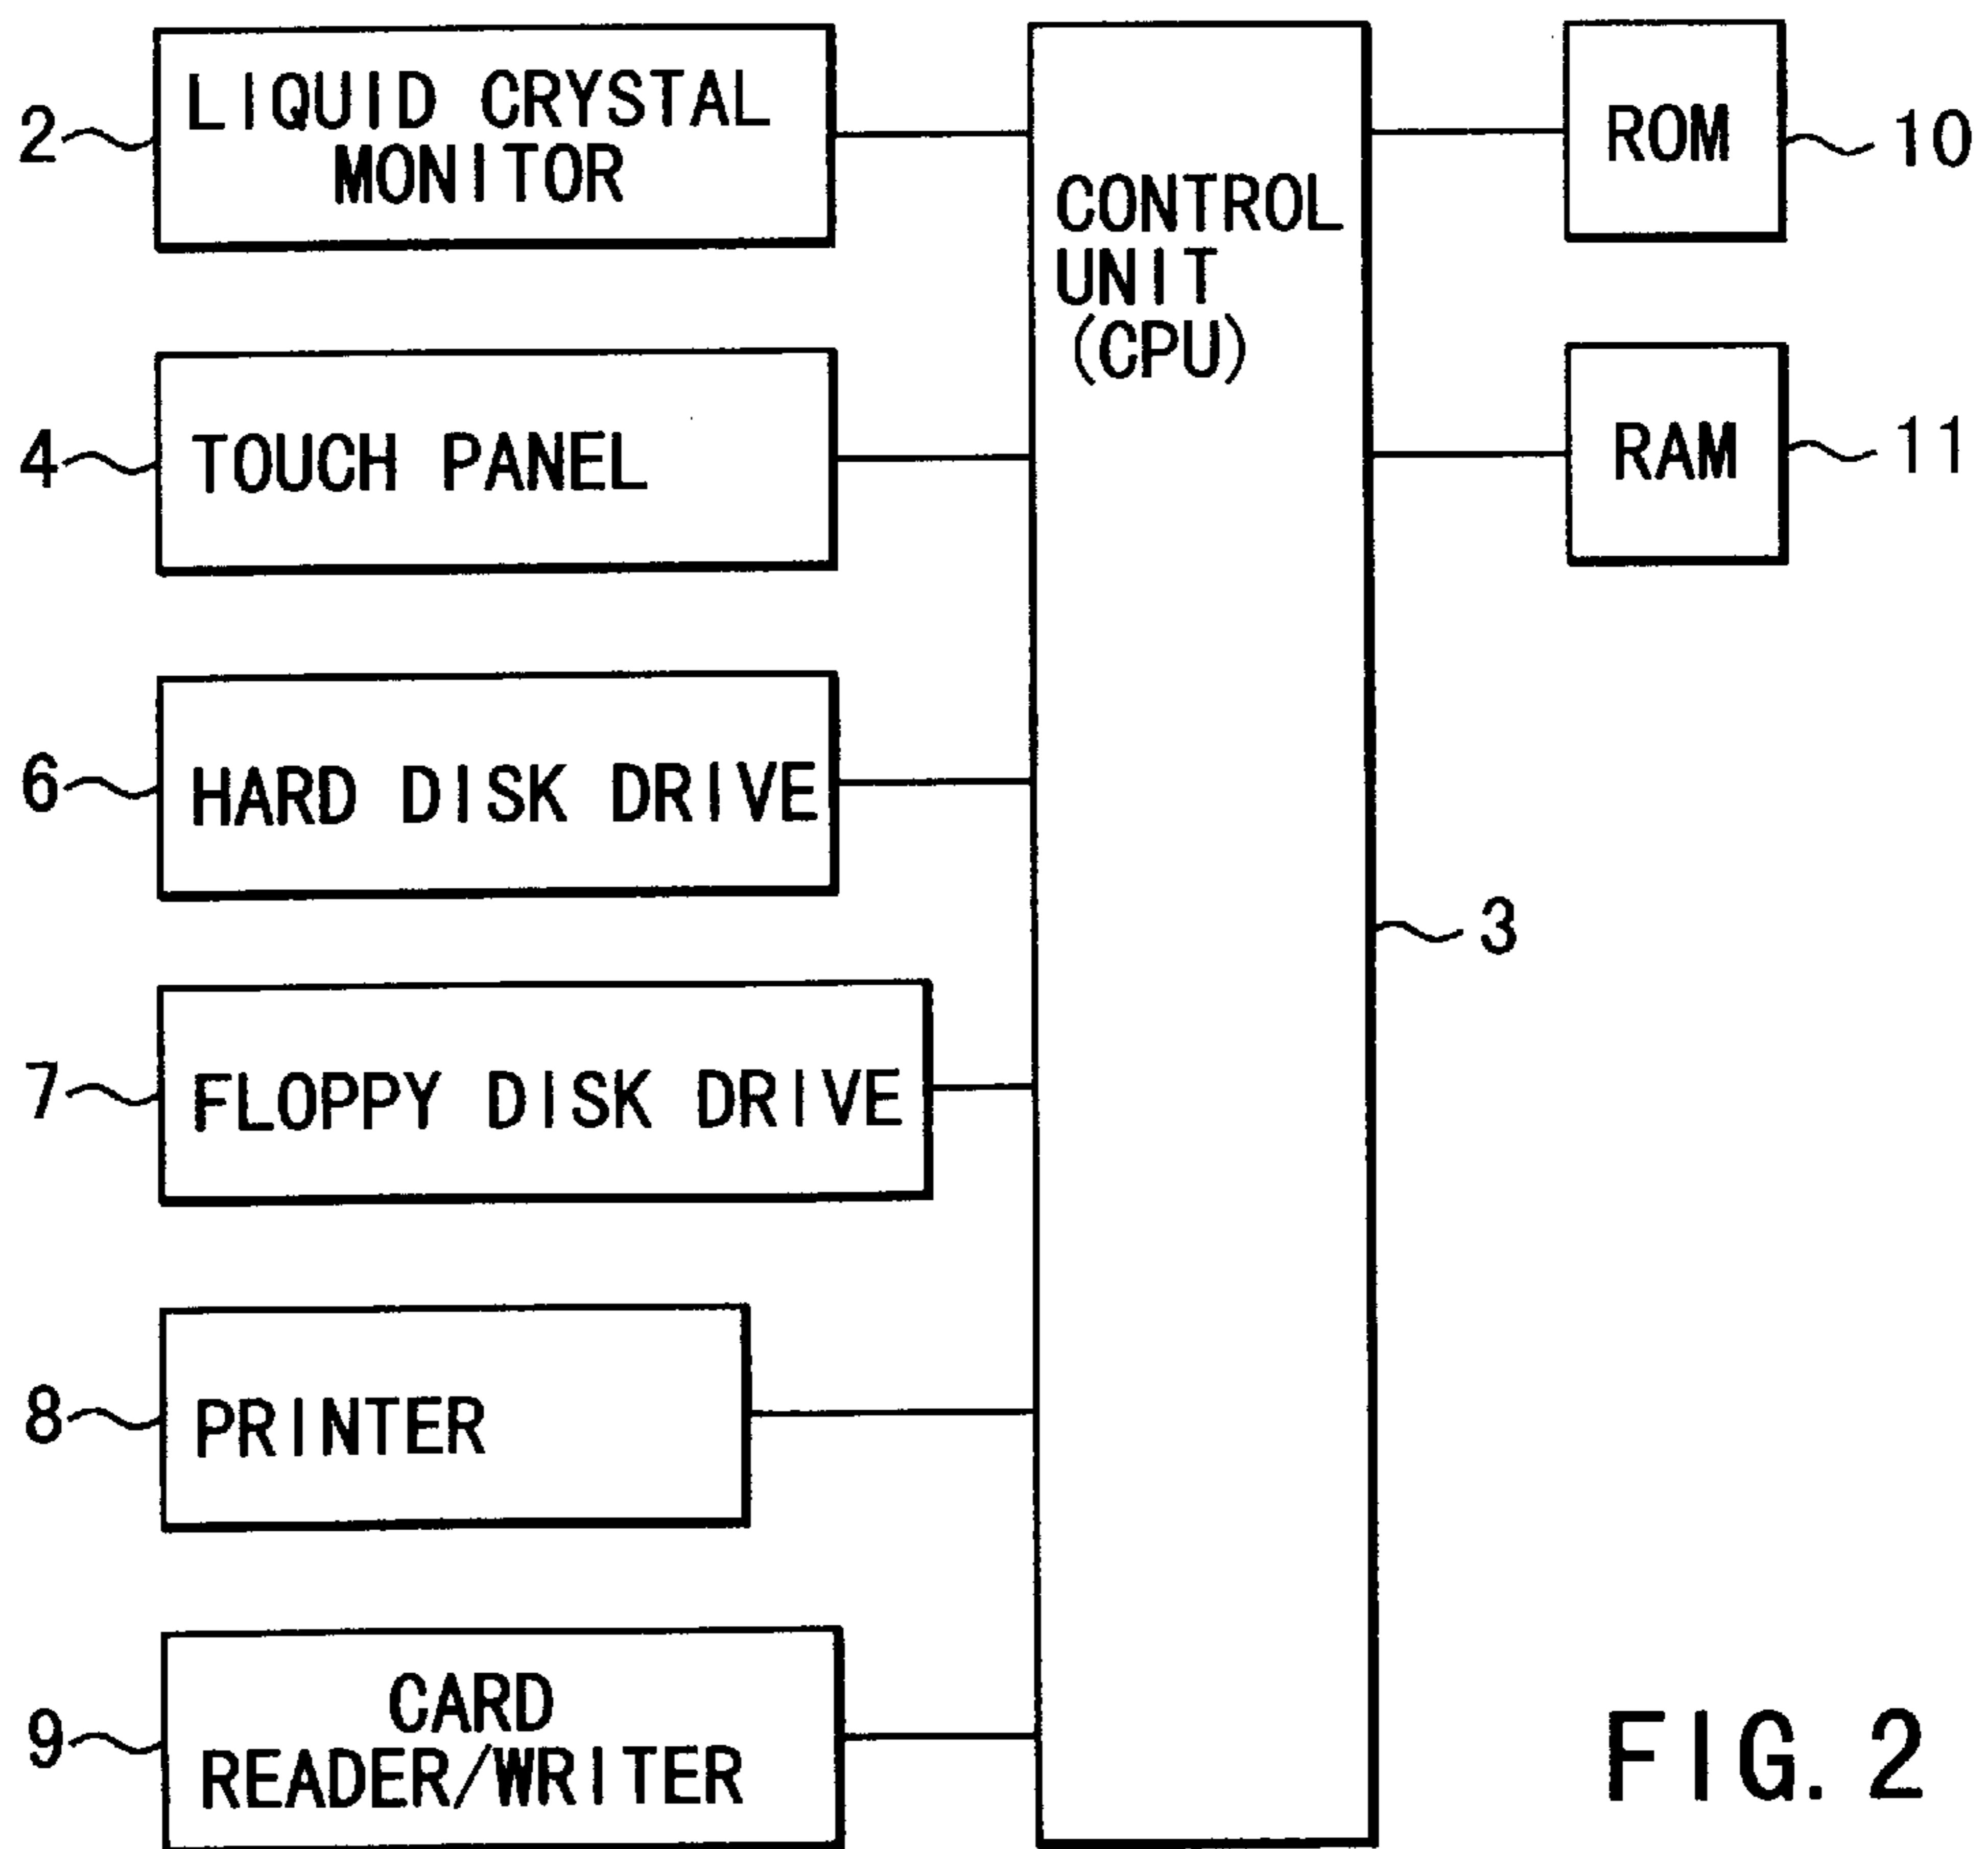 2
LIQUID CRYSTAL
MONITOR
CONTROL
UNIT
(CPU)
ROM
10
4
TOUCH PANEL
RAM
11
6
HARD DISK DRIVE
3
7
FLOPPY DISK DRIVE
8
PRINTER
9
CARD
READER/WRITER
FIG. 2